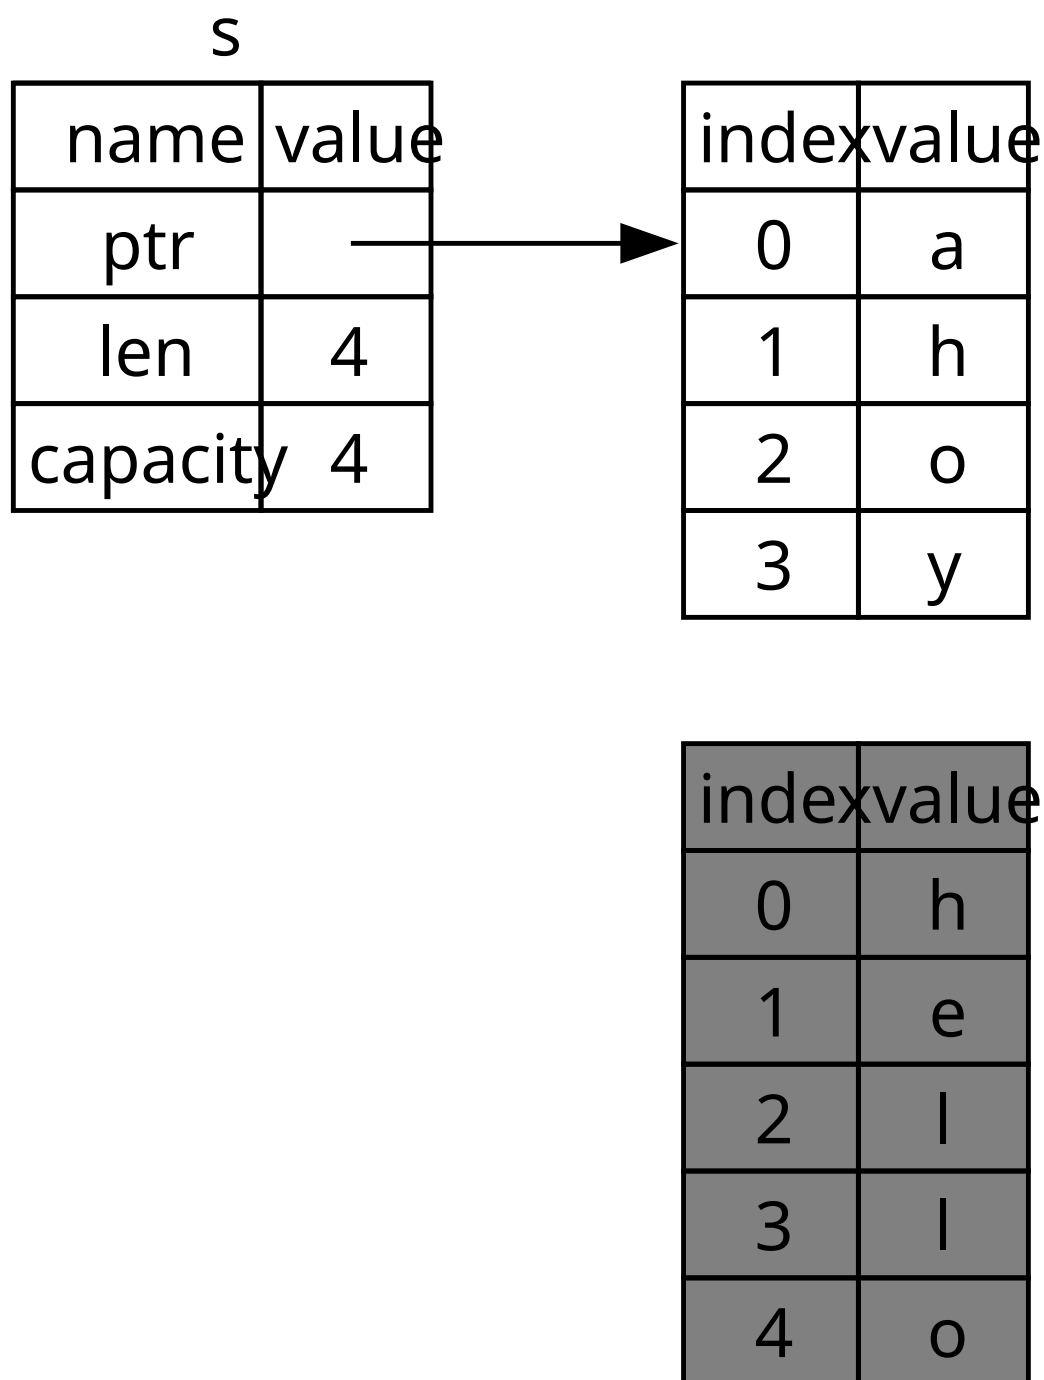 s
name value
ptr
len 4
capacity 4
index value
0 a
1 h
2 o
3 y
index value
0 h
1 e
2 l
3 l
4 o